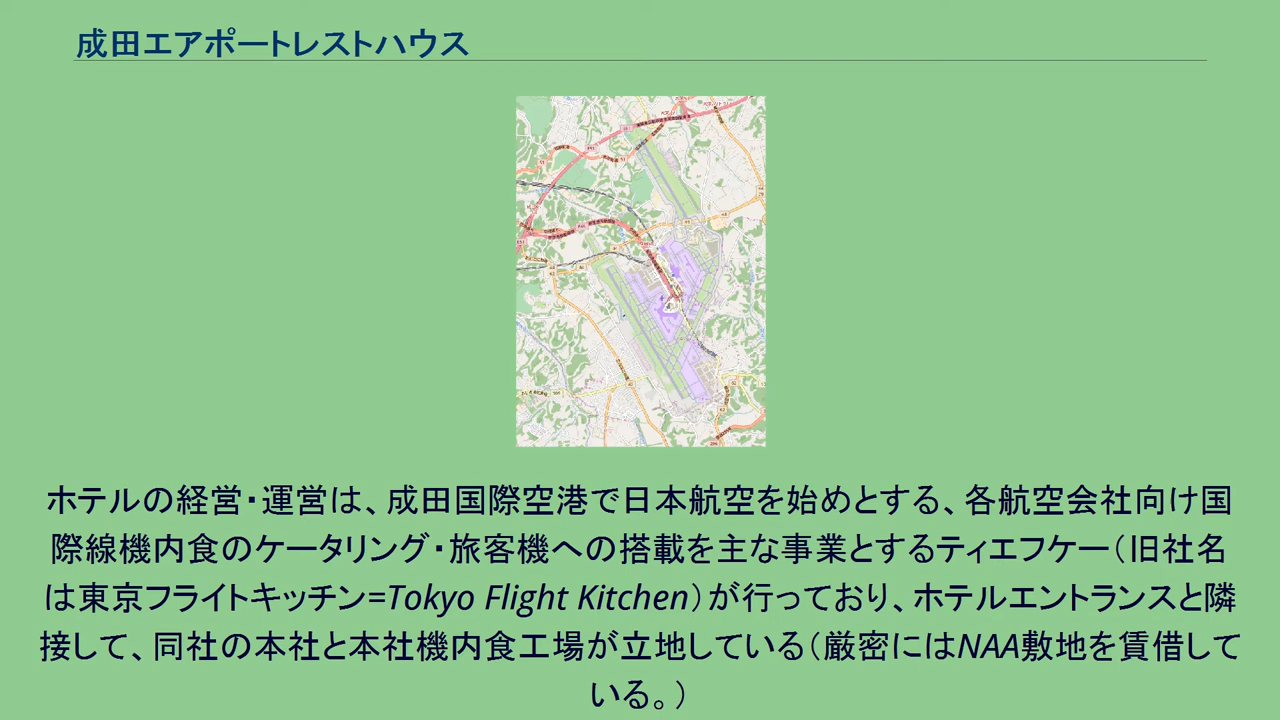 成田エアポートレストハウス
ホテルの経営・運営は、成田国際空港で日本航空を始めとする、各航空会社向け国
際線機内食のケータリング・旅客機への搭載を主な事業とするティエフケー（旧社名
は東京フライトキッチン=Tokyo Flight Kitchen）が行っており、ホテルエントランスと隣
接して、同社の本社と本社機内食工場が立地している（厳密にはNAA敷地を賃借して
いる。）